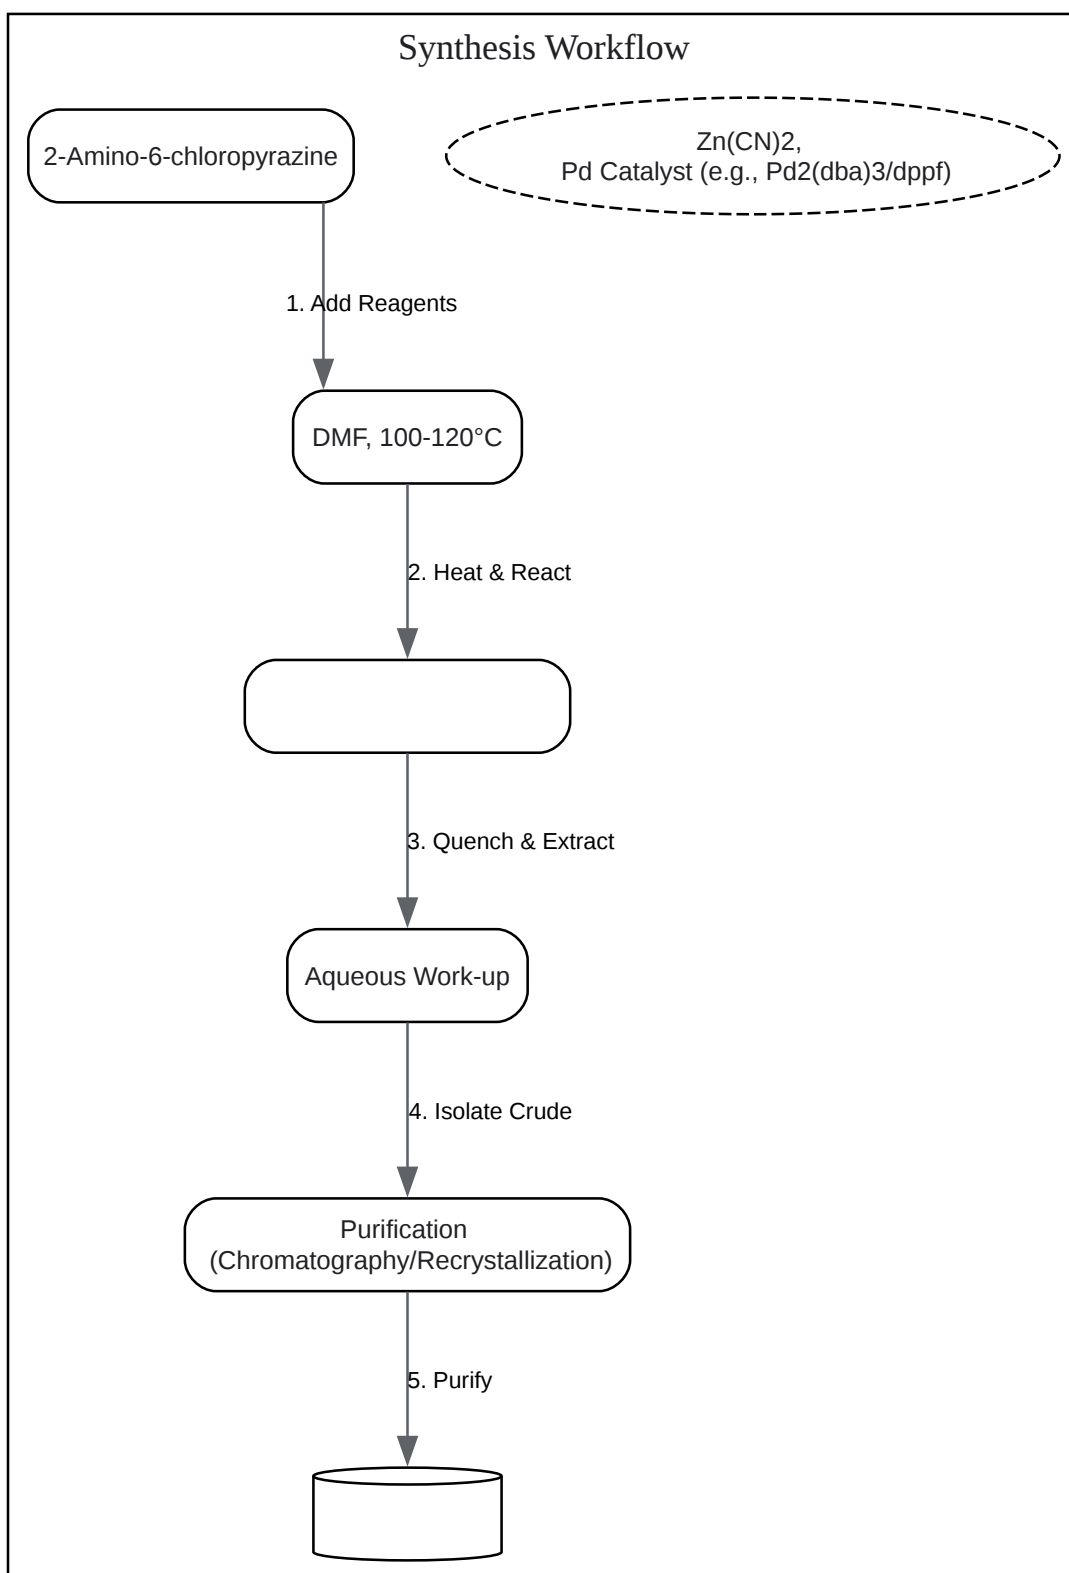 Synthesis Workflow
2-Amino-6-chloropyrazine
Zn(CN)2,
Pd Catalyst (e.g., Pd2(dba)3/dppf)
1. Add Reagents
DMF, 100-120°C
2. Heat & React
3. Quench & Extract
Aqueous Work-up
4. Isolate Crude
Purification
(Chromatography/Recrystallization)
5. Purify